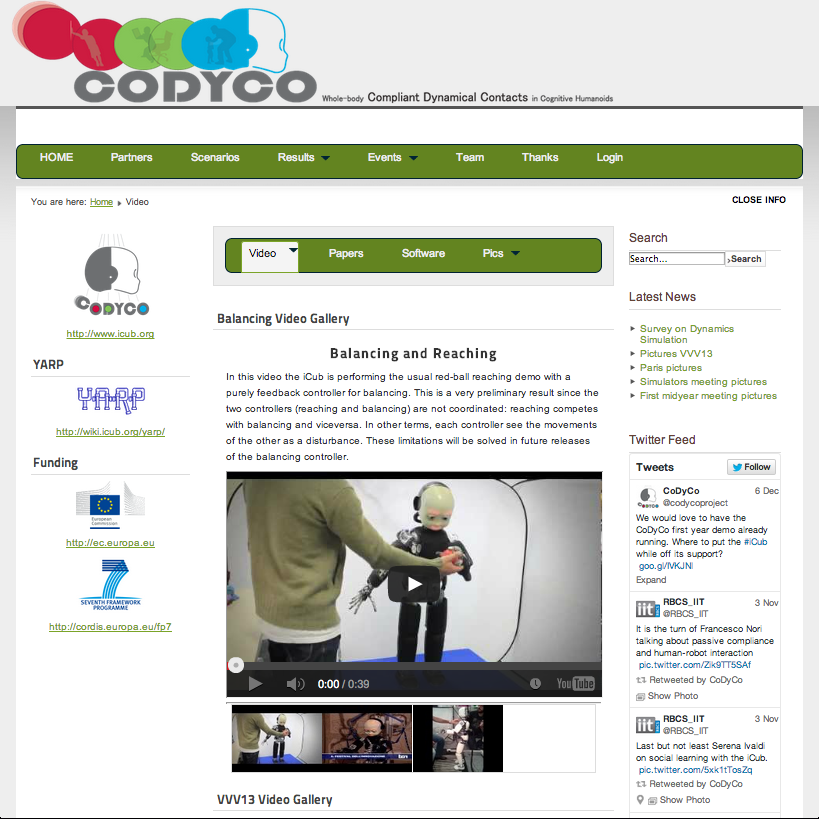 CODYCO
Whole-body Compliant Dynamical Contacts in Cognitive Humanoids
HOME Partners Scenarios Results Events Team Thanks Login
You are here: Home Video
CLOSE INFO
CODYCO
http://www.icub.org
YARP
YARP
http://wiki.icub.org/yarp/
Funding
European
Commission
http://ec.europa.eu
7
SEVENTH FRAMEWORK
PROGRAMME
http://cordis.europa.eu/fp7
Video Papers Software Pics
Balancing Video Gallery
Balancing and Reaching
In this video the iCub is performing the usual red-ball reaching demo with a
purely feedback controller for balancing. This is a very preliminary result since the
two controllers (reaching and balancing) are not coordinated: reaching competes
with balancing and viceversa. In other terms, each controller see the movements
of the other as a disturbance. These limitations will be solved in future releases
of the balancing controller.
0:00 / 0:39
YouTube
VVV13 Video Gallery
Search
Search... Search
Latest News
Survey on Dynamics
Simulation
Pictures VVV13
Paris pictures
Simulators meeting pictures
First midyear meeting pictures
Twitter Feed
Tweets Follow
CODYCO
CoDyCo 6 Dec
@codycoproject
We would love to have the
CoDyCo first year demo already
running. Where to put the #iCub
while off its support?
goo.gl/IVKJNI
Expand
iit
RBCS_IIT 3 Nov
@RBCS_IIT
It is the turn of Francesco Nori
talking about passive compliance
and human-robot interaction
pic.twitter.com/Zik9TT5SAf
Retweeted by CoDyCo
Show Photo
iit
RBCS_IIT 3 Nov
@RBCS_IIT
Last but not least Serena Ivaldi
on social learning with the iCub.
pic.twitter.com/5xk1tTosZq
Retweeted by CoDyCo
Show Photo